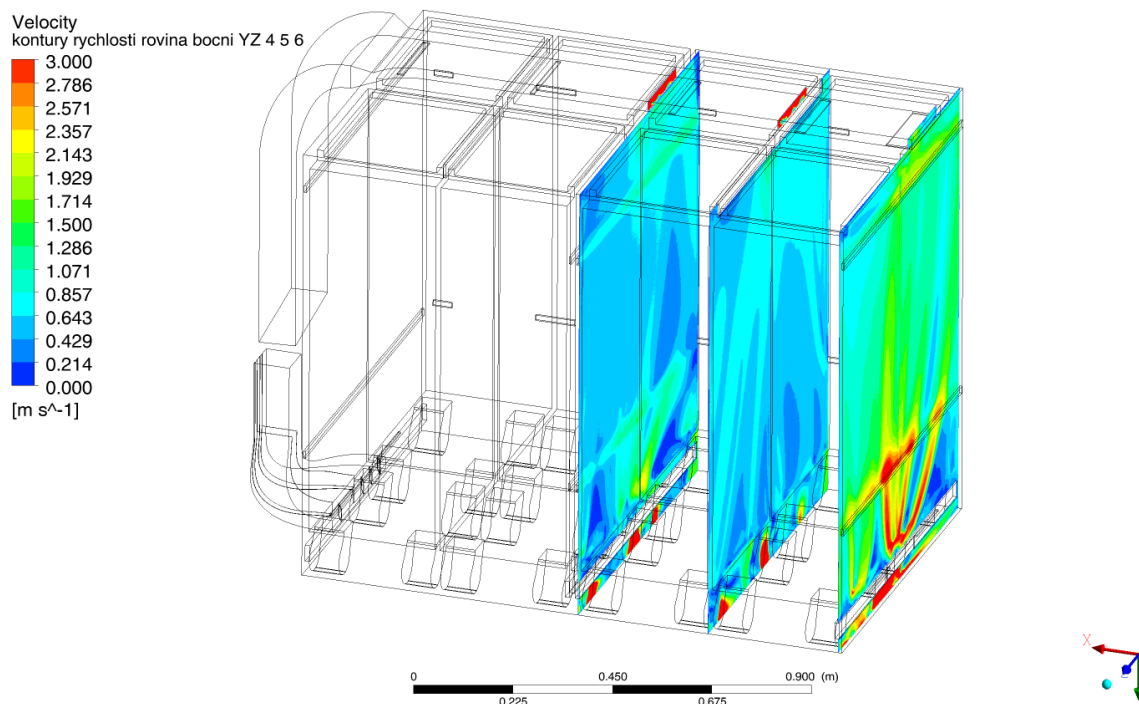 Velocity
kontury rychlosti rovina bocni YZ 4 5 6
3.000
2.786
2.571
2.357
2.143
1.929
1.714
1.500
1.286
1.071
0.857
0.643
0.429
0.214
0.000
[m s^-1]
X
Z
0 0.450 0.900 (m)
0.225 0.675